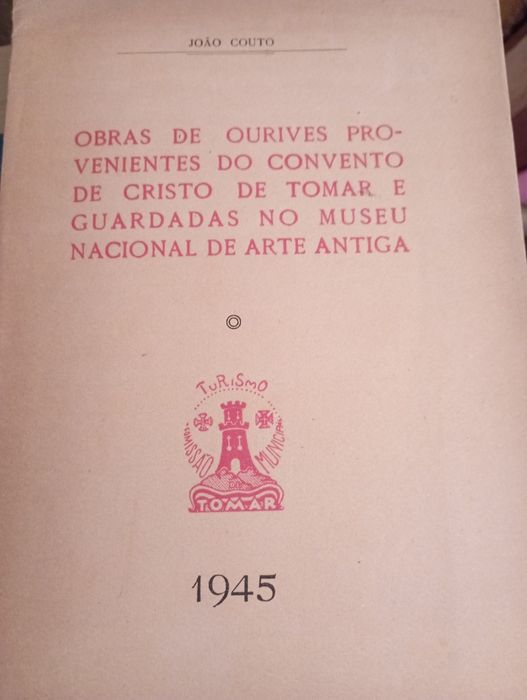 JOÃO COUTO
OBRAS DE OURIVES PRO-
VENIENTES DO CONVENTO
DE CRISTO DE TOMAR E
GUARDADAS NO MUSEU
NACIONAL DE ARTE ANTIGA
TURISMO
COMISSÃO MUNICIPAL
DE
TOMAR
1945